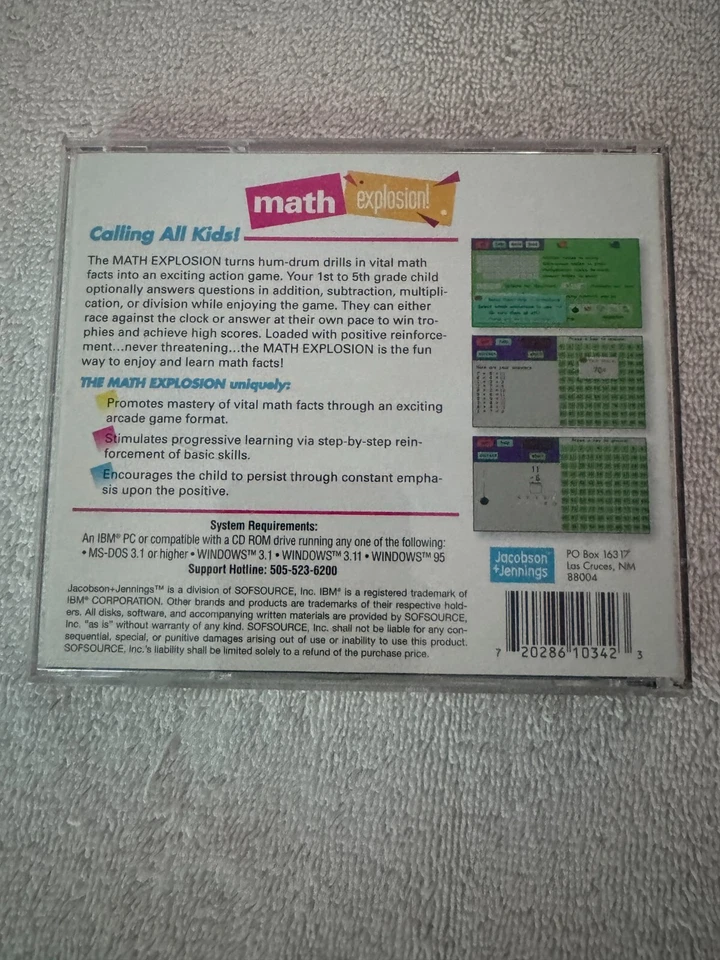 math explosion!
Calling All Kids!
The MATH EXPLOSION turns hum-drum drills in vital math
facts into an exciting action game. Your 1st to 5th grade child
optionally answers questions in addition, subtraction, multipli-
cation, or division while enjoying the game. They can either
race against the clock or answer at their own pace to win tro-
phies and achieve high scores. Loaded with positive reinforce-
ment...never threatening...the MATH EXPLOSION is the fun
way to enjoy and learn math facts!
THE MATH EXPLOSION uniquely:
Promotes mastery of vital math facts through an exciting
arcade game format.
Stimulates progressive learning via step-by-step rein-
forcement of basic skills.
Encourages the child to persist through constant empha-
sis upon the positive.
System Requirements:
An IBM® PC or compatible with a CD ROM drive running any one of the following:
• MS-DOS 3.1 or higher • WINDOWS™ 3.1 • WINDOWS™ 3.11 • WINDOWS™ 95
Support Hotline: 505-523-6200
Jacobson+Jennings™ is a division of SOFSOURCE, Inc. IBM® is a registered trademark of
IBM® CORPORATION. Other brands and products are trademarks of their respective hold-
ers. All disks, software, and accompanying written materials are provided by SOFSOURCE,
Inc. "as is" without warranty of any kind. SOFSOURCE, Inc. shall not be liable for any con-
sequential, special, or punitive damages arising out of use or inability to use this product.
SOFSOURCE, Inc.'s liability shall be limited solely to a refund of the purchase price.
11
-6
Jacobson
+Jennings
PO Box 16317
Las Cruces, NM
88004
7 20286 10342 3